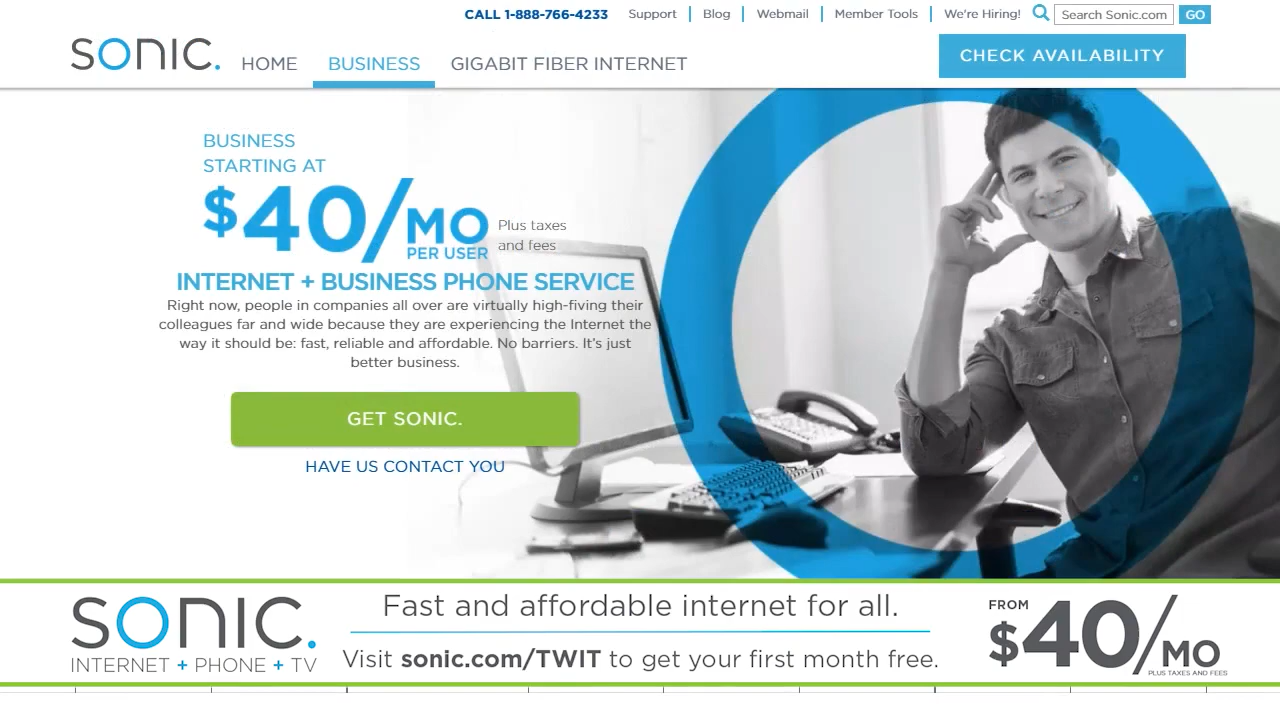 CALL 1-888-766-4233 Support Blog Webmail Member Tools We're Hiring! Search Sonic.com GO
SONIC. HOME BUSINESS GIGABIT FIBER INTERNET CHECK AVAILABILITY
BUSINESS
STARTING AT
$40/MO
PER USER
Plus taxes
and fees
INTERNET + BUSINESS PHONE SERVICE
Right now, people in companies all over are virtually high-fiving their
colleagues far and wide because they are experiencing the Internet the
way it should be: fast, reliable and affordable. No barriers. It's just
better business.
GET SONIC.
HAVE US CONTACT YOU
SONIC.
INTERNET + PHONE + TV
Fast and affordable internet for all.
Visit sonic.com/TWIT to get your first month free.
FROM
$40/MO
PLUS TAXES AND FEES